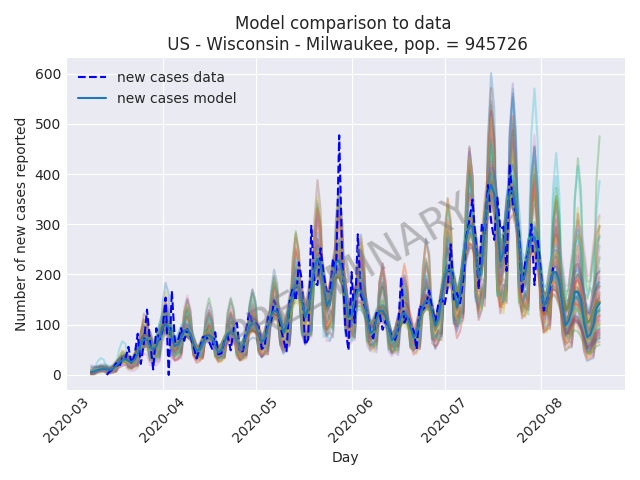 Model comparison to data
US - Wisconsin - Milwaukee, pop. = 945726
new cases data
new cases model
PRELIMINARY
Number of new cases reported
600
500
400
300
200
100
0
2020-03
2020-04
2020-05
2020-06
2020-07
2020-08
Day